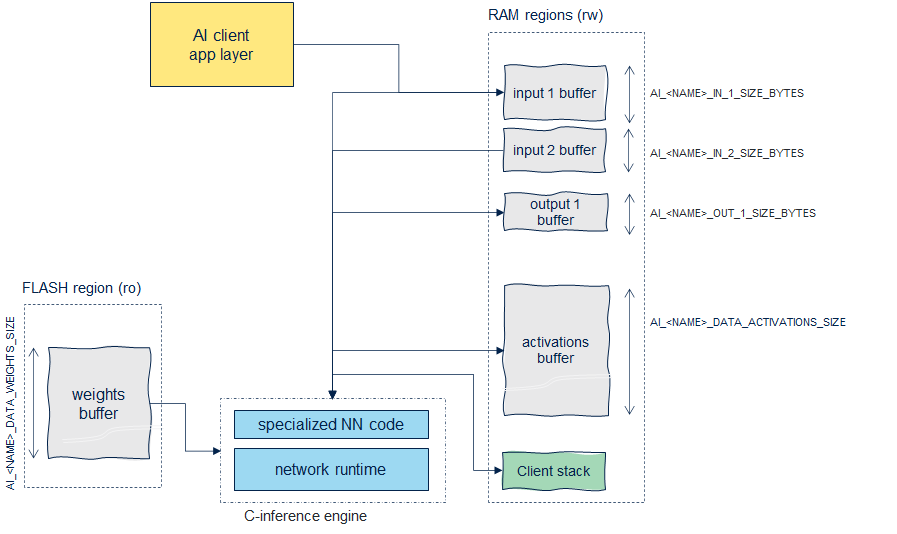 RAM regions (rw)
AI client
app layer
input 1 buffer
AI_<NAME>_IN_1_SIZE_BYTES
input 2 buffer
AI_<NAME>_IN_2_SIZE_BYTES
output 1
buffer
AI_<NAME>_OUT_1_SIZE_BYTES
FLASH region (ro)
AI_<NAME>_DATA_WEIGHTS_SIZE
weights
buffer
activations
buffer
AI_<NAME>_DATA_ACTIVATIONS_SIZE
specialized NN code
network runtime
C-inference engine
Client stack